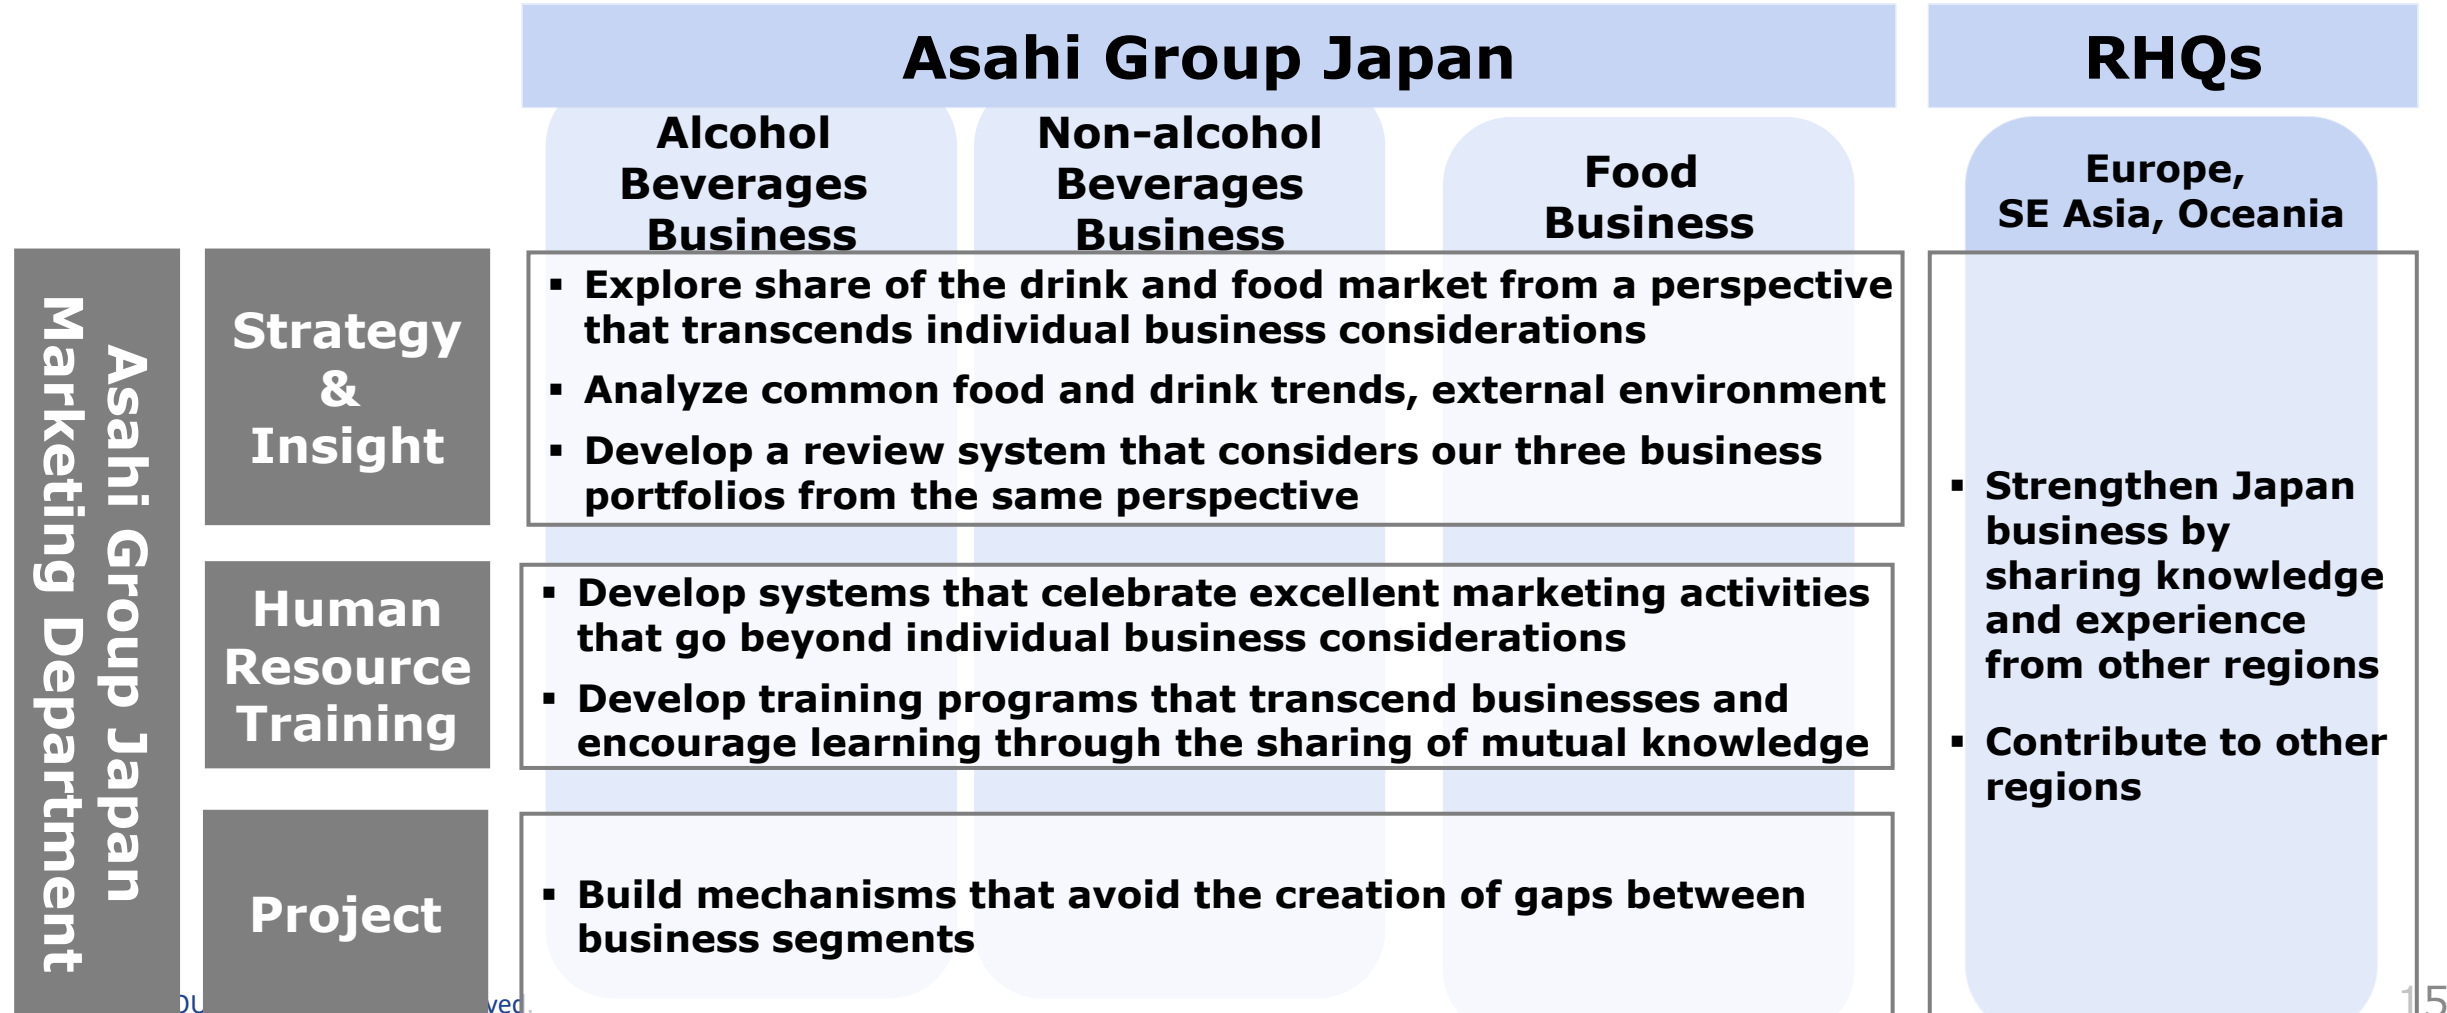 Asahi Group Japan
RHQs
Alcohol
Beverages
Business
Non-alcohol
Beverages
Business
Food
Business
Europe,
SE Asia, Oceania
Asahi Group Japan
Marketing Department
Strategy
&
Insight
▪ Explore share of the drink and food market from a perspective
that transcends individual business considerations
▪ Analyze common food and drink trends, external environment
▪ Develop a review system that considers our three business
portfolios from the same perspective
Human
Resource
Training
▪ Develop systems that celebrate excellent marketing activities
that go beyond individual business considerations
▪ Develop training programs that transcend businesses and
encourage learning through the sharing of mutual knowledge
Project
▪ Build mechanisms that avoid the creation of gaps between
business segments
▪ Strengthen Japan
business by
sharing knowledge
and experience
from other regions
▪ Contribute to other
regions
15